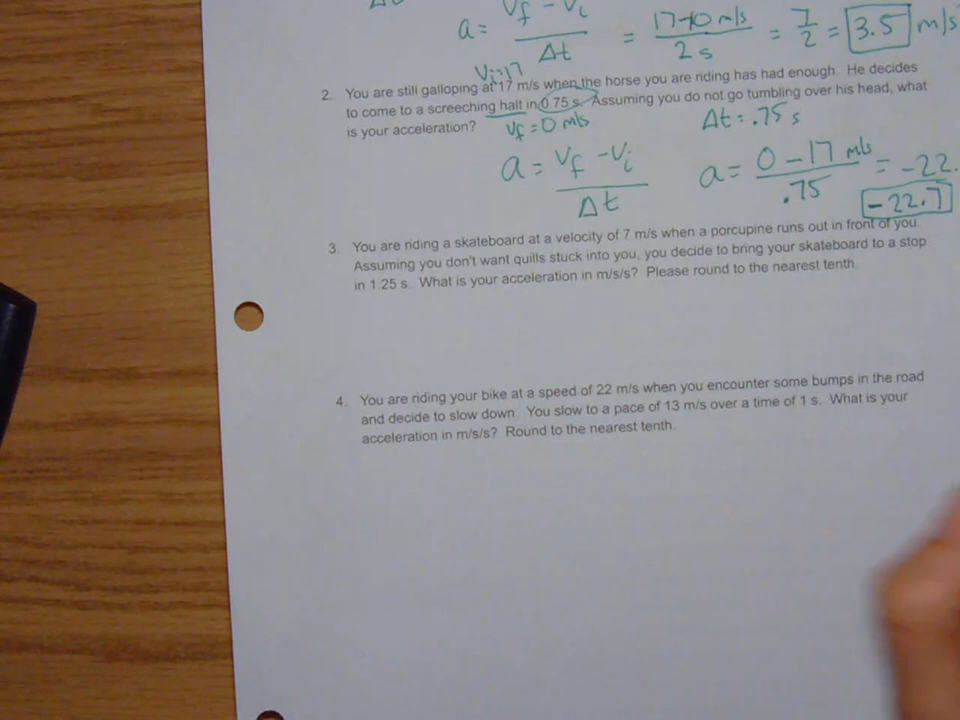 a = Vf - Vi / Δt = 17-10 m/s / 2 s = 7/2 = 3.5 m/s
Vi=17
2. You are still galloping at 17 m/s when the horse you are riding has had enough. He decides
to come to a screeching halt in 0.75 s. Assuming you do not go tumbling over his head, what
is your acceleration?
Vf = 0 m/s
Δt = .75 s
a = Vf - Vi / Δt
a = 0 - 17 m/s / .75 = -22.
-22.7
3. You are riding a skateboard at a velocity of 7 m/s when a porcupine runs out in front of you.
Assuming you don't want quills stuck into you, you decide to bring your skateboard to a stop
in 1.25 s. What is your acceleration in m/s/s? Please round to the nearest tenth.
4. You are riding your bike at a speed of 22 m/s when you encounter some bumps in the road
and decide to slow down. You slow to a pace of 13 m/s over a time of 1 s. What is your
acceleration in m/s/s? Round to the nearest tenth.